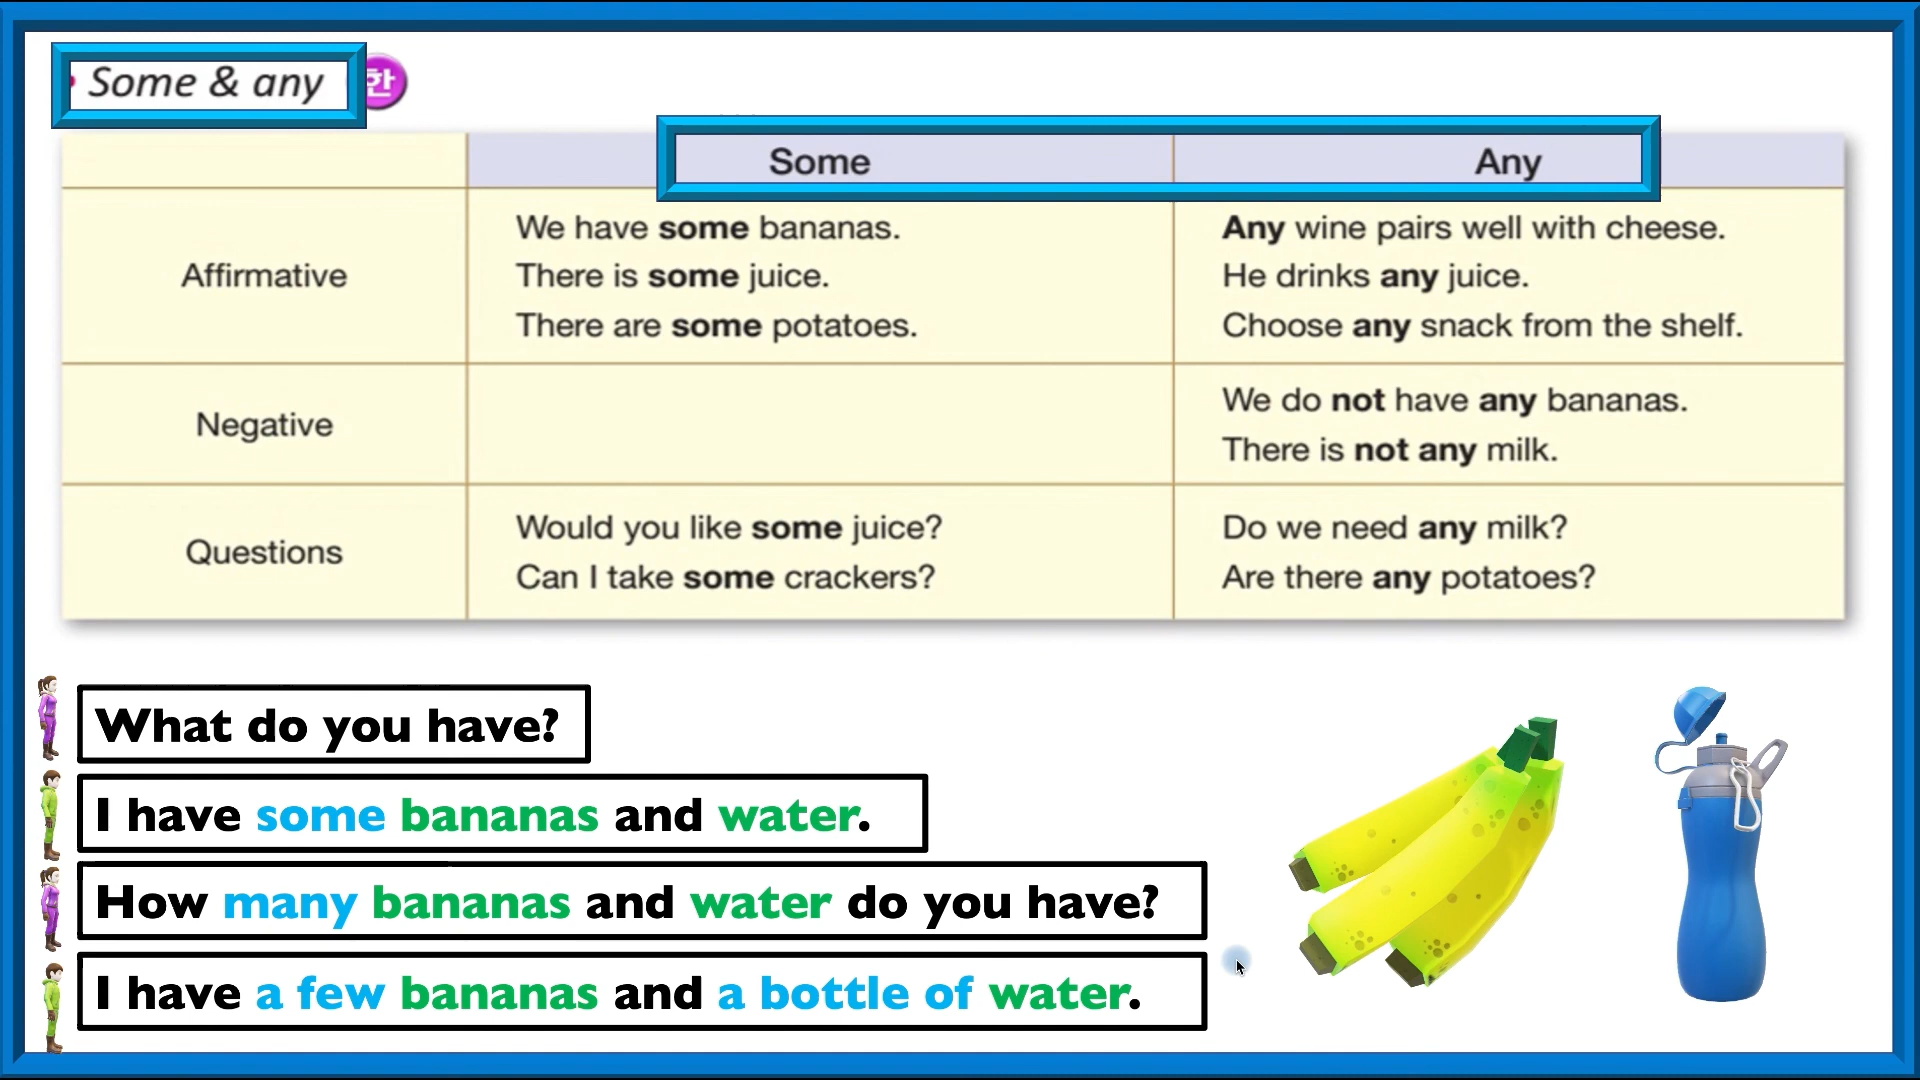 Some & any 한
Some Any
Affirmative
We have some bananas.
There is some juice.
There are some potatoes.
Any wine pairs well with cheese.
He drinks any juice.
Choose any snack from the shelf.
Negative
We do not have any bananas.
There is not any milk.
Questions
Would you like some juice?
Can I take some crackers?
Do we need any milk?
Are there any potatoes?
What do you have?
I have some bananas and water.
How many bananas and water do you have?
I have a few bananas and a bottle of water.